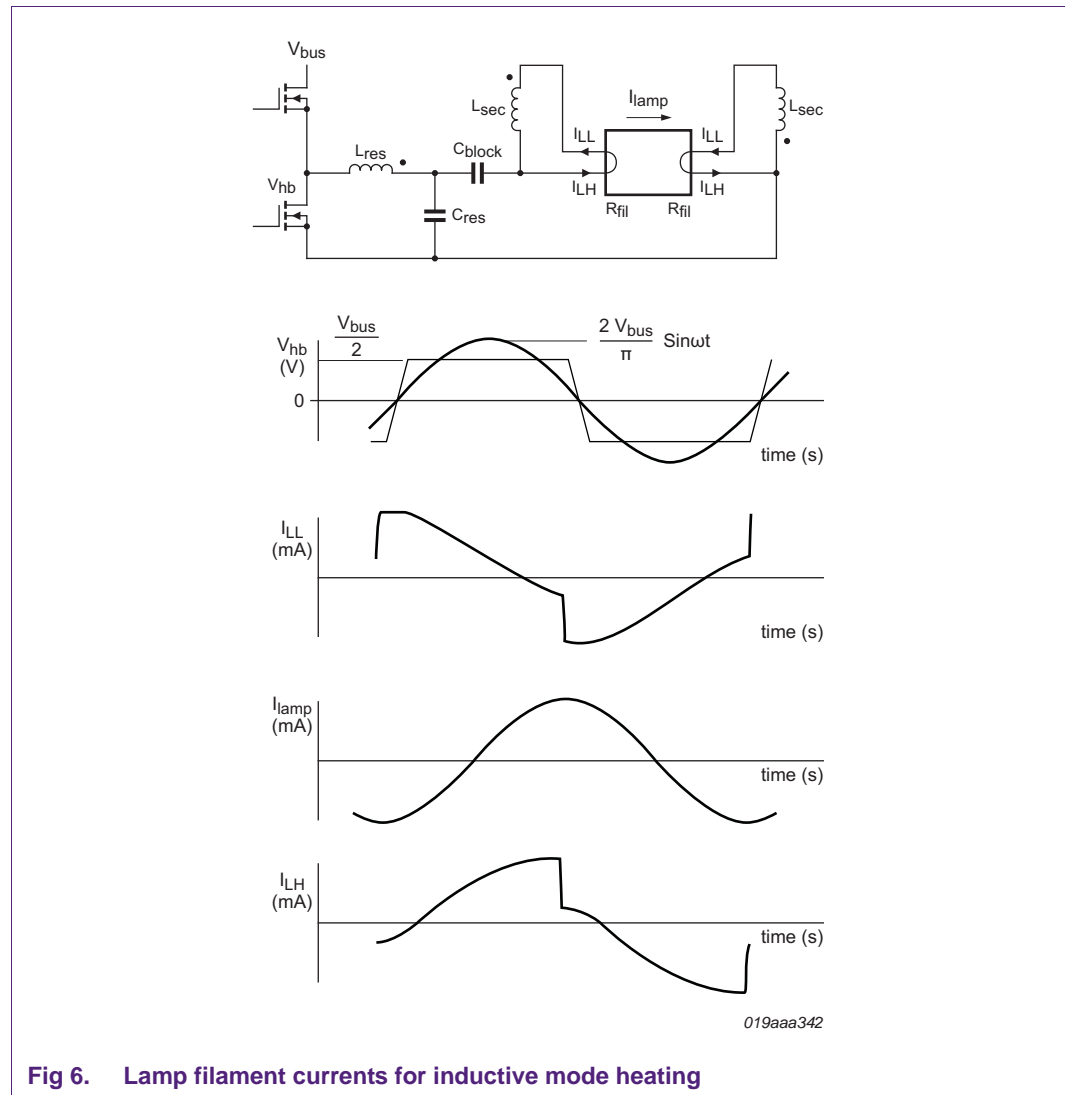 Vbus
Lsec
Ilamp
Lsec
ILL
ILL
Lres
Cblock
Vhb
ILH
ILH
Cres
Rfil
Rfil
Vbus
2
2 Vbus
π
Sinωt
Vhb
(V)
0
time (s)
ILL
(mA)
time (s)
Ilamp
(mA)
time (s)
ILH
(mA)
time (s)
019aaa342
Fig 6. Lamp filament currents for inductive mode heating